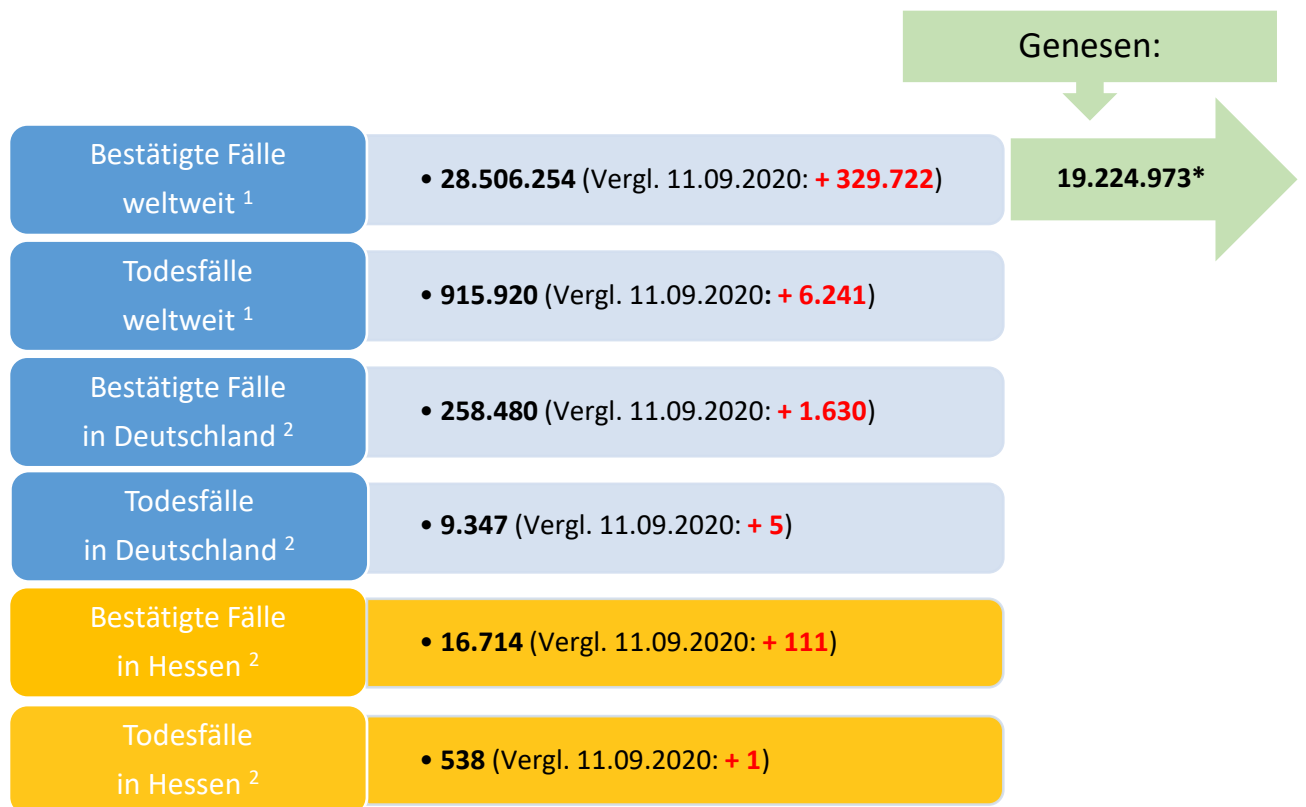 Genesen:
Bestätigte Fälle
weltweit ¹
• 28.506.254 (Vergl. 11.09.2020: + 329.722)
19.224.973*
Todesfälle
weltweit ¹
• 915.920 (Vergl. 11.09.2020: + 6.241)
Bestätigte Fälle
in Deutschland ²
• 258.480 (Vergl. 11.09.2020: + 1.630)
Todesfälle
in Deutschland ²
• 9.347 (Vergl. 11.09.2020: + 5)
Bestätigte Fälle
in Hessen ²
• 16.714 (Vergl. 11.09.2020: + 111)
Todesfälle
in Hessen ²
• 538 (Vergl. 11.09.2020: + 1)